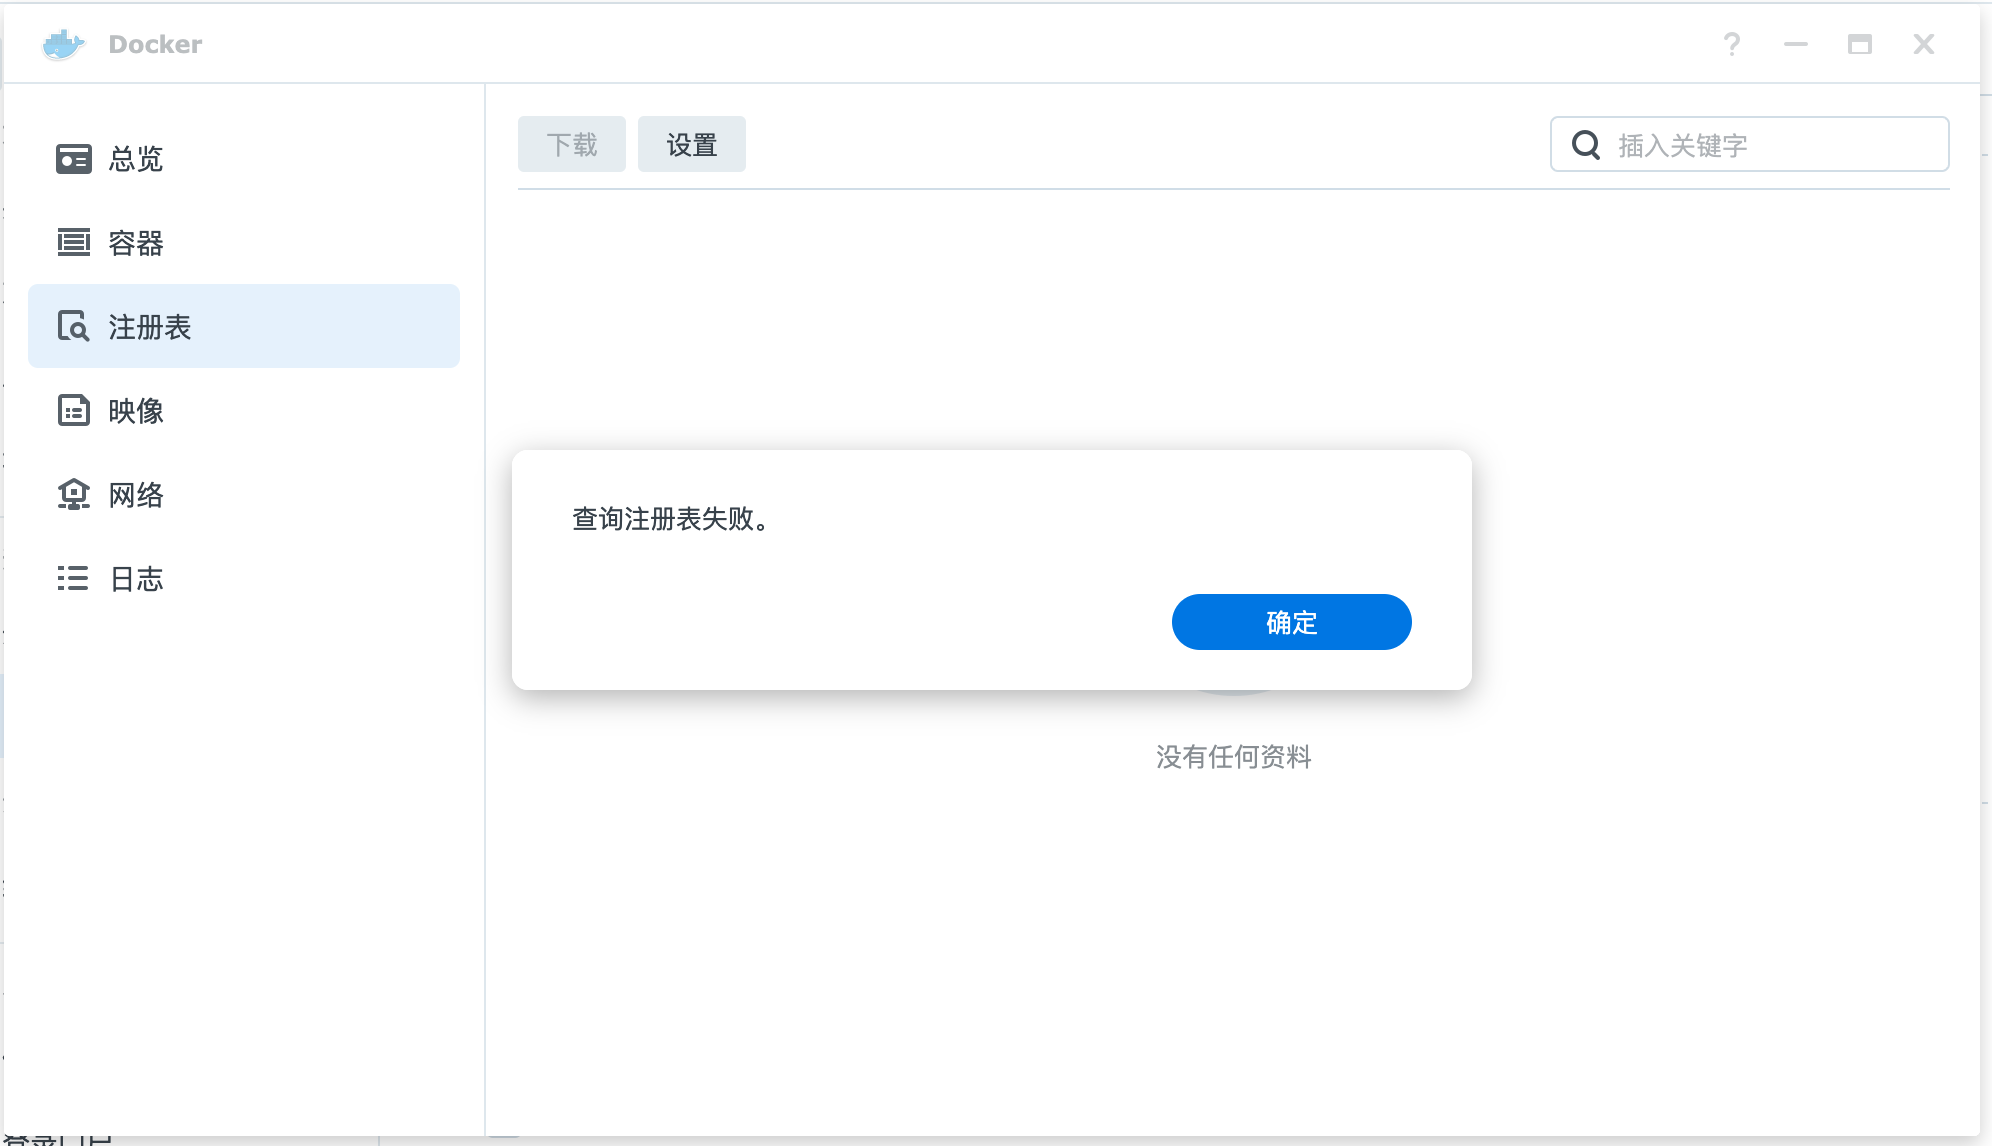 Docker
总览
容器
注册表
映像
网络
日志
下载
设置
插入关键字
查询注册表失败。
确定
没有任何资料